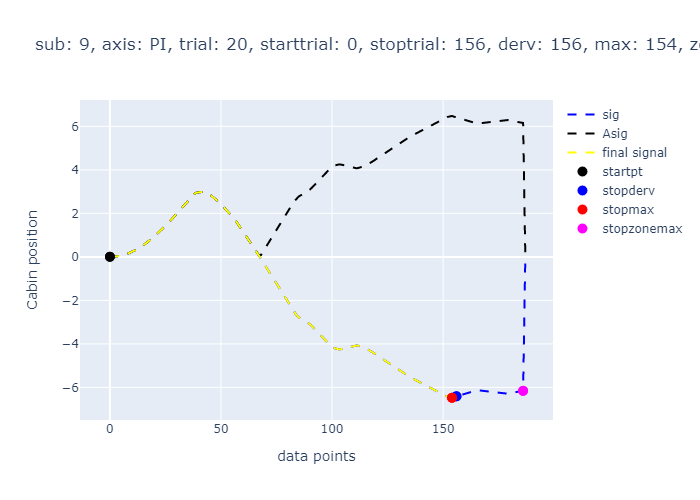 sub: 9, axis: PI, trial: 20, starttrial: 0, stoptrial: 156, derv: 156, max: 154, z
Cabin position
6
4
2
0
−2
−4
−6
0
50
100
150
data points
sig
Asig
final signal
startpt
stopderv
stopmax
stopzonemax